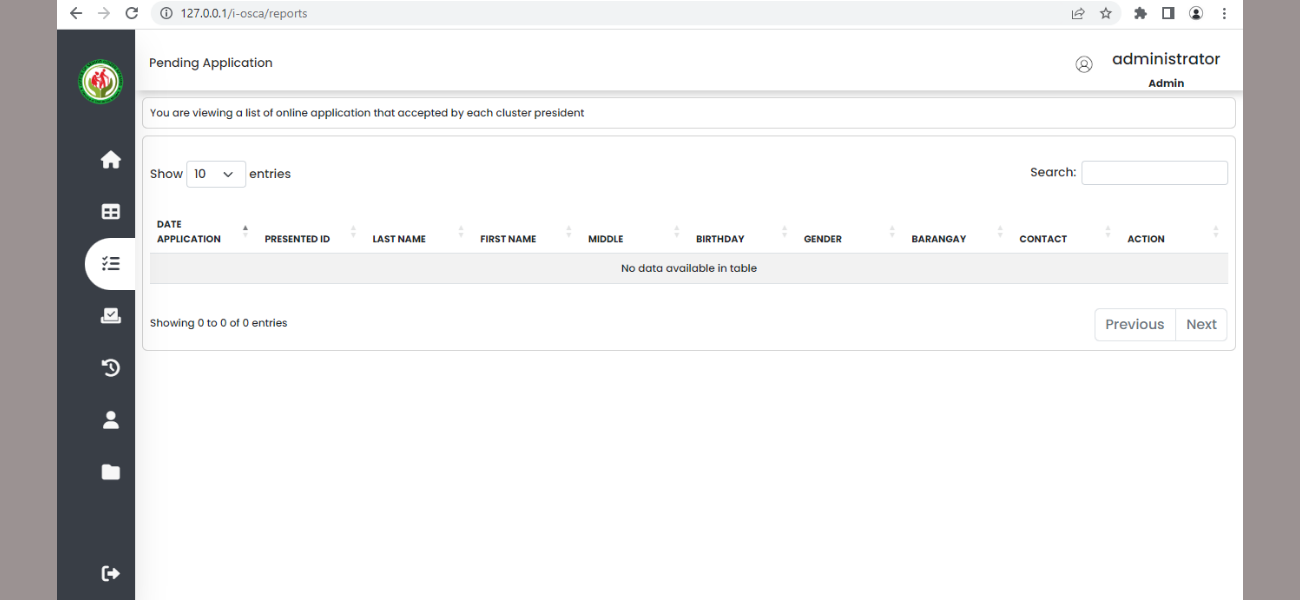 127.0.0.1/i-osca/reports
Pending Application
administrator
Admin
You are viewing a list of online application that accepted by each cluster president
Show 10 entries
Search:
DATE APPLICATION PRESENTED ID LAST NAME FIRST NAME MIDDLE BIRTHDAY GENDER BARANGAY CONTACT ACTION
No data available in table
Showing 0 to 0 of 0 entries
Previous Next